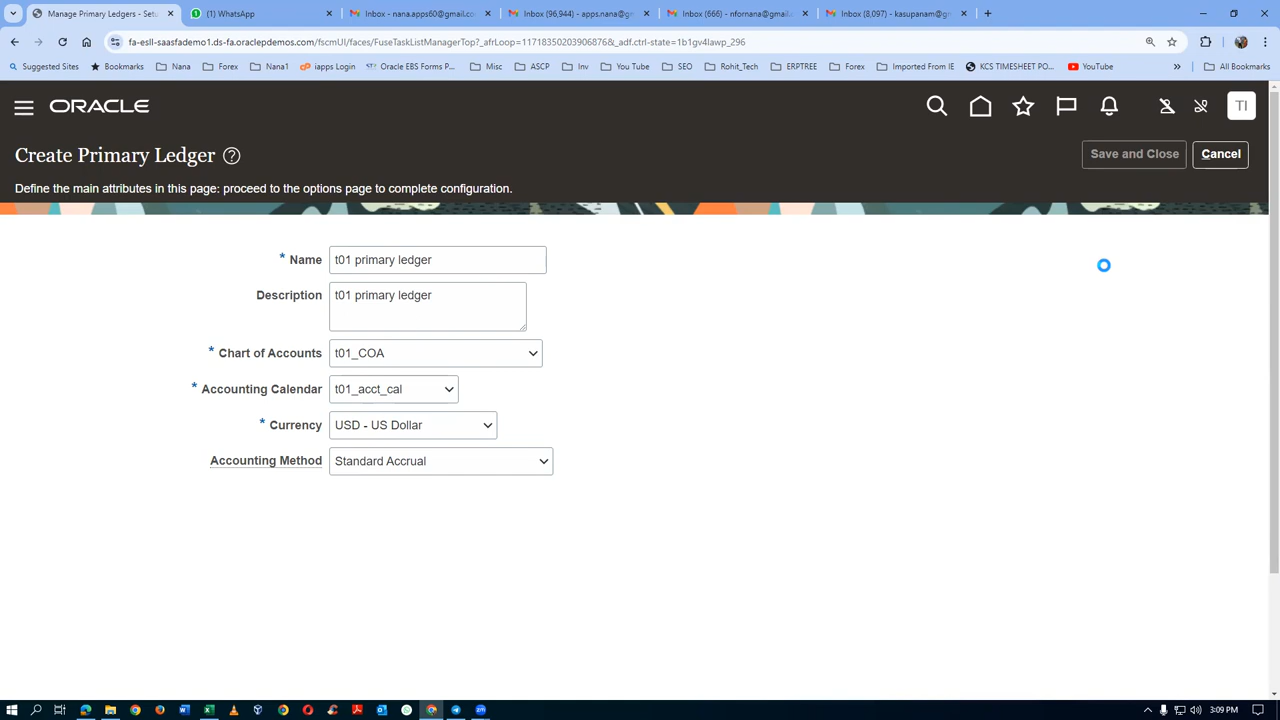 Manage Primary Ledgers - Setu
(1) WhatsApp
Inbox - nana.apps60@gmail.co
Inbox (96,944) - apps.nana@g
Inbox (666) - nfornana@gmail.c
Inbox (8,097) - kasupanam@g
fa-esll-saasfademo1.ds-fa.oraclepdemos.com/fscmUI/faces/FuseTaskListManagerTop?_afrLoop=1171835020390687​6&_adf.ctrl-state=1b1gv4lawp_296
Suggested Sites Bookmarks Nana Forex Nana1 iapps Login Oracle EBS Forms P... Misc ASCP Inv You Tube SEO Rohit_Tech ERPTREE Forex Imported From IE KCS TIMESHEET PO... YouTube » All Bookmarks
ORACLE
TI
Create Primary Ledger ?
Save and Close
Cancel
Define the main attributes in this page: proceed to the options page to complete configuration.
* Name t01 primary ledger
Description t01 primary ledger
* Chart of Accounts t01_COA
* Accounting Calendar t01_acct_cal
* Currency USD - US Dollar
Accounting Method Standard Accrual
3:09 PM